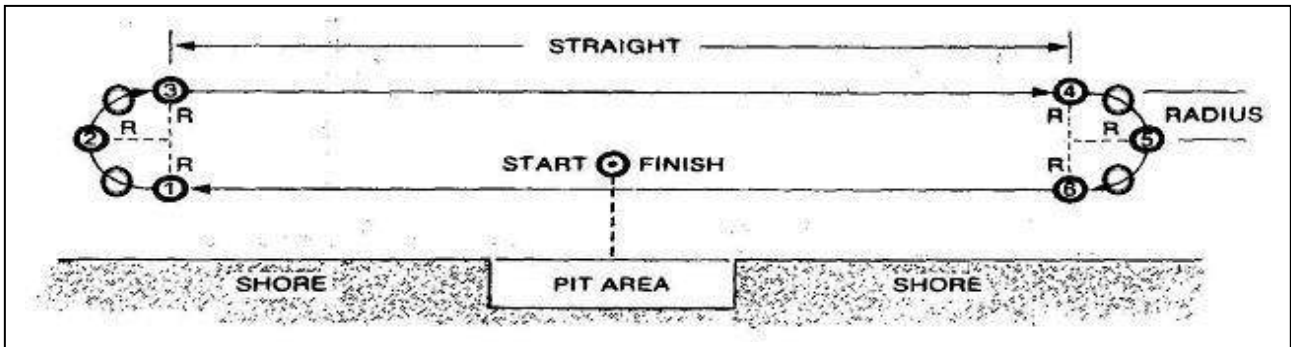 STRAIGHT
3 4
R R RADIUS
2 R R 5
R START FINISH R
1 6
SHORE PIT AREA SHORE